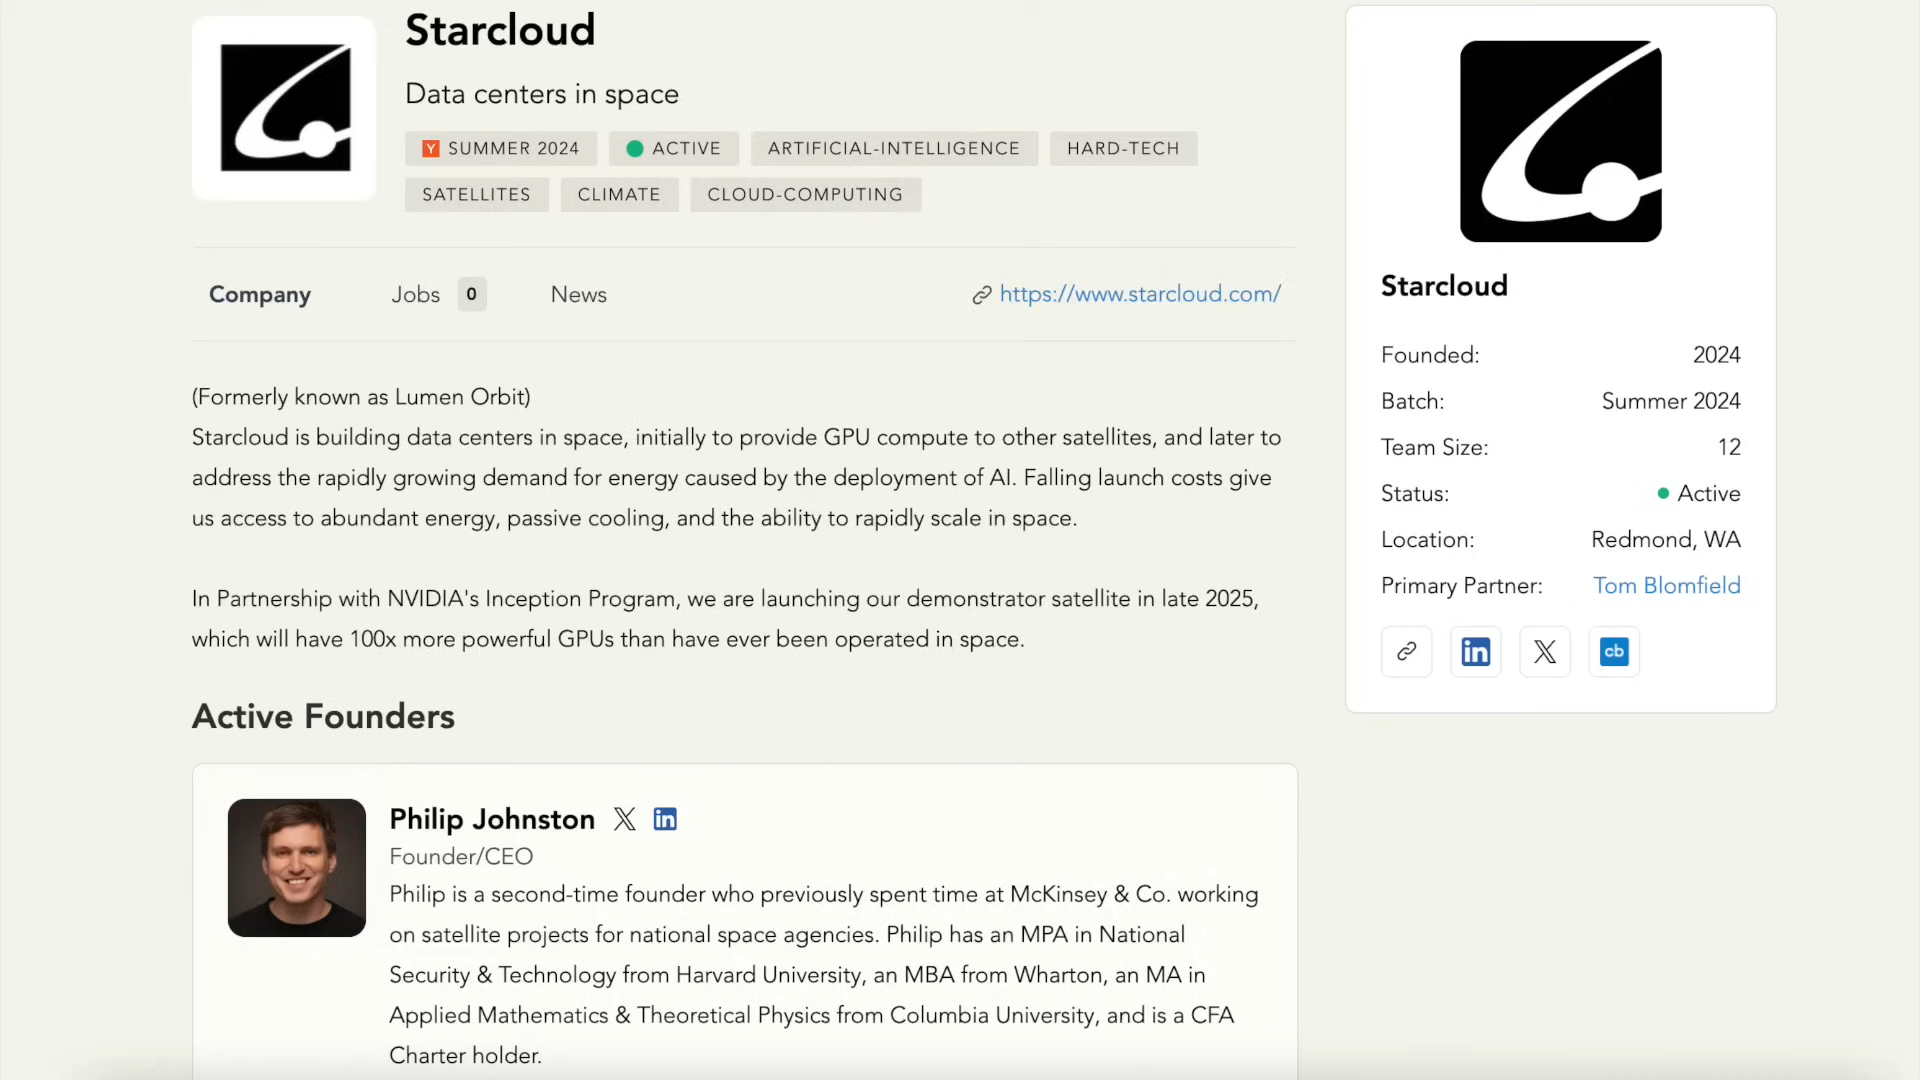 Starcloud
Data centers in space
Y SUMMER 2024
ACTIVE
ARTIFICIAL-INTELLIGENCE
HARD-TECH
SATELLITES
CLIMATE
CLOUD-COMPUTING
Company
Jobs 0
News
https://www.starcloud.com/
(Formerly known as Lumen Orbit)
Starcloud is building data centers in space, initially to provide GPU compute to other satellites, and later to
address the rapidly growing demand for energy caused by the deployment of AI. Falling launch costs give
us access to abundant energy, passive cooling, and the ability to rapidly scale in space.
In Partnership with NVIDIA's Inception Program, we are launching our demonstrator satellite in late 2025,
which will have 100x more powerful GPUs than have ever been operated in space.
Active Founders
Philip Johnston X in
Founder/CEO
Philip is a second-time founder who previously spent time at McKinsey & Co. working
on satellite projects for national space agencies. Philip has an MPA in National
Security & Technology from Harvard University, an MBA from Wharton, an MA in
Applied Mathematics & Theoretical Physics from Columbia University, and is a CFA
Charter holder.
Starcloud
Founded: 2024
Batch: Summer 2024
Team Size: 12
Status: Active
Location: Redmond, WA
Primary Partner: Tom Blomfield
in X cb